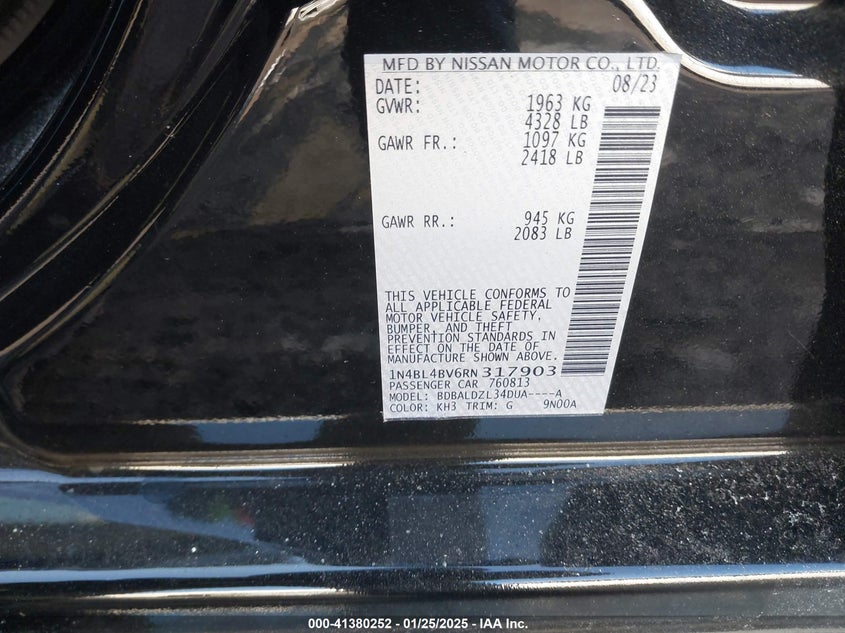 MFD BY NISSAN MOTOR CO., LTD.
DATE: 08/23
GVWR: 1963 KG
4328 LB
GAWR FR.: 1097 KG
2418 LB
GAWR RR.: 945 KG
2083 LB
THIS VEHICLE CONFORMS TO
ALL APPLICABLE FEDERAL
MOTOR VEHICLE SAFETY,
BUMPER, AND THEFT
PREVENTION STANDARDS IN
EFFECT ON THE DATE OF
MANUFACTURE SHOWN ABOVE.
1N4BL4BV6RN317903
PASSENGER CAR 760813
MODEL: BDBALDZL34DUA----A
COLOR: KH3 TRIM: G 9N00A
000-41380252 / 01/25/2025 - IAA Inc.